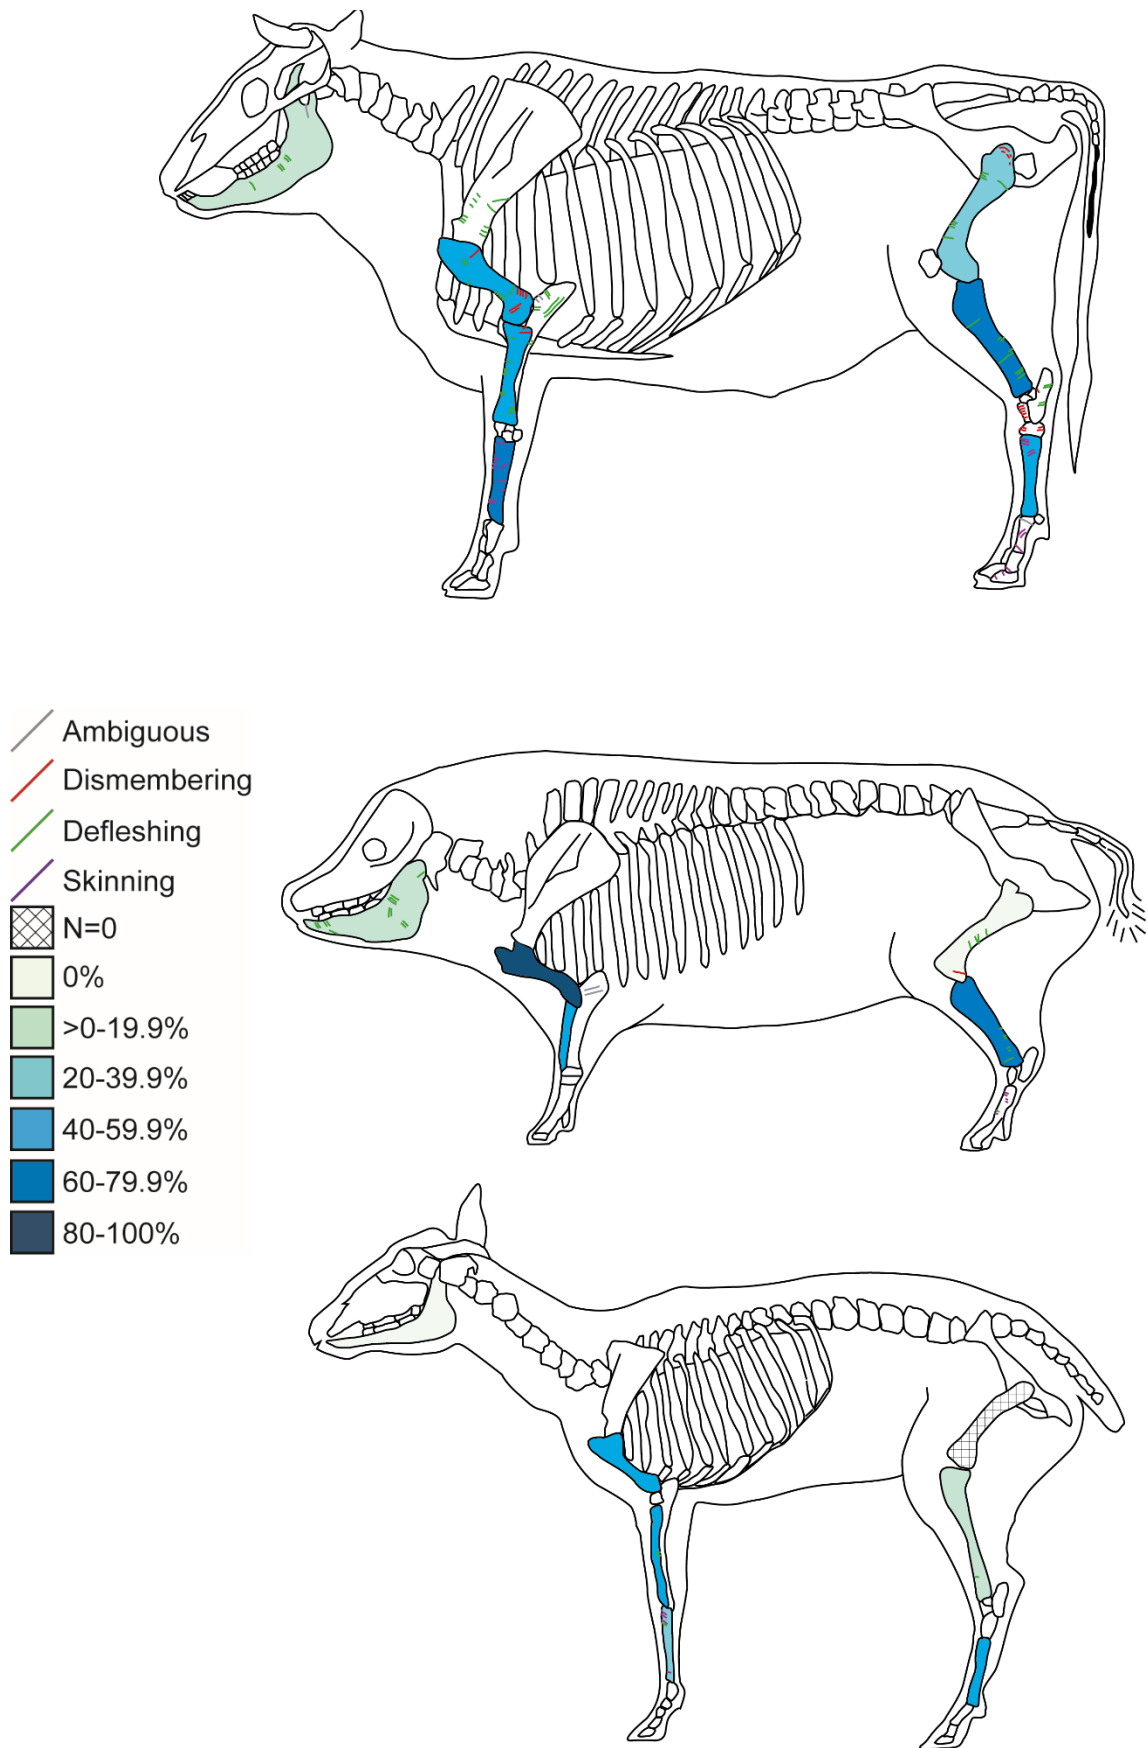 Ambiguous
Dismembering
Defleshing
Skinning
N=0
0%
>0-19.9%
20-39.9%
40-59.9%
60-79.9%
80-100%